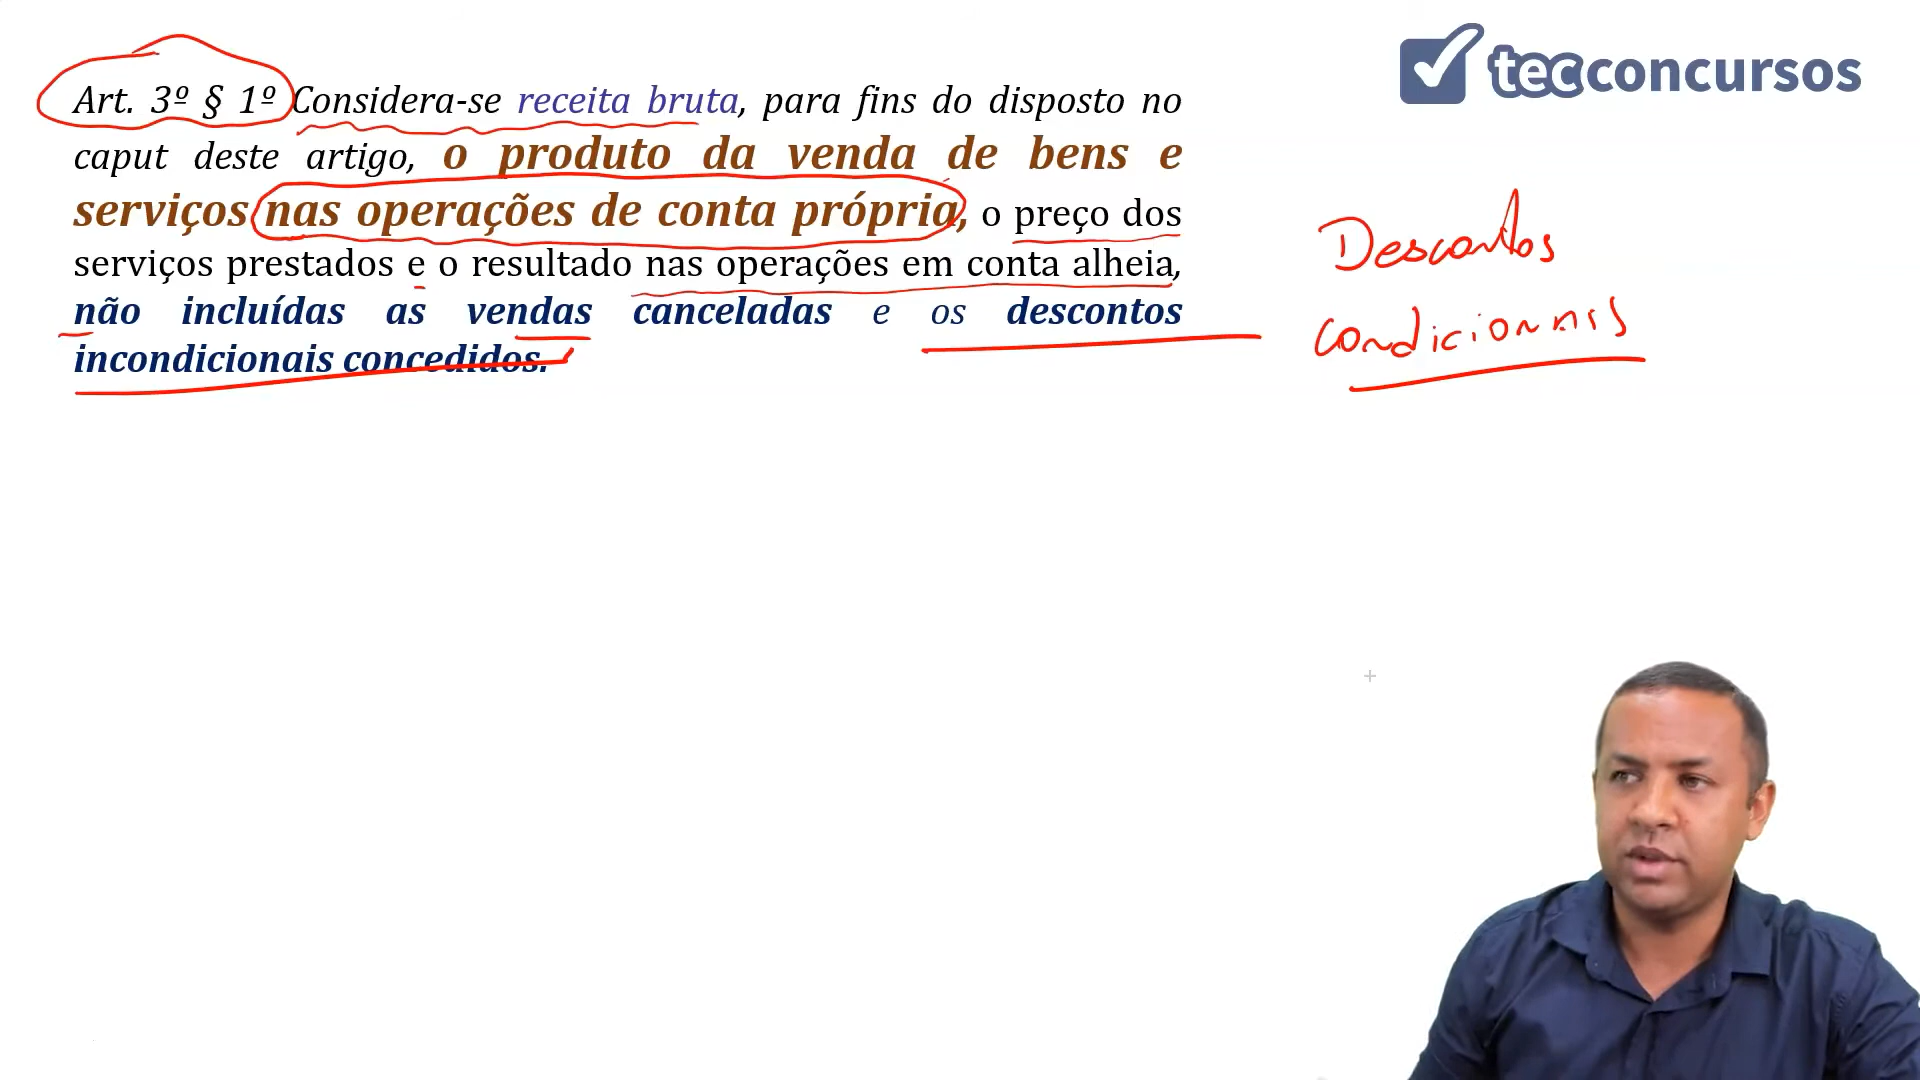 tecconcursos
Art. 3º § 1º Considera-se receita bruta, para fins do disposto no
caput deste artigo, o produto da venda de bens e
serviços nas operações de conta própria, o preço dos
serviços prestados e o resultado nas operações em conta alheia,
não incluídas as vendas canceladas e os descontos
incondicionais concedidos.
Descontos
condicionais